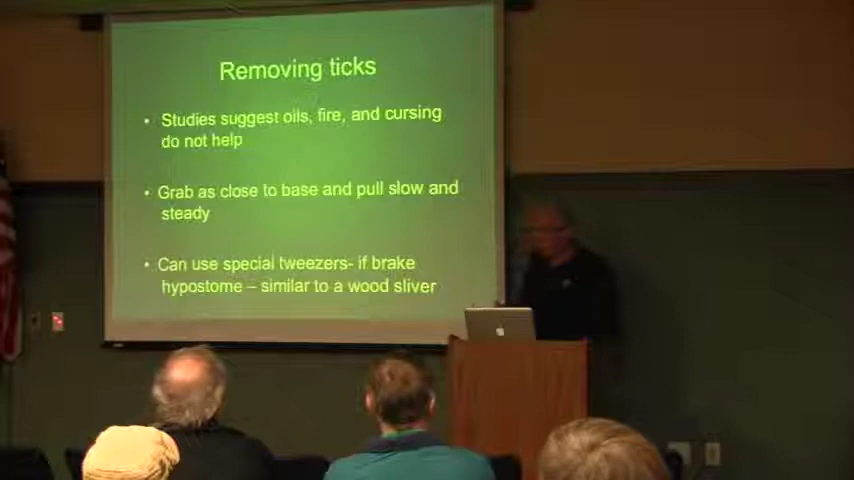 Removing ticks
• Studies suggest oils, fire, and cursing
do not help
• Grab as close to base and pull slow and
steady
• Can use special tweezers- if brake
hypostome – similar to a wood sliver